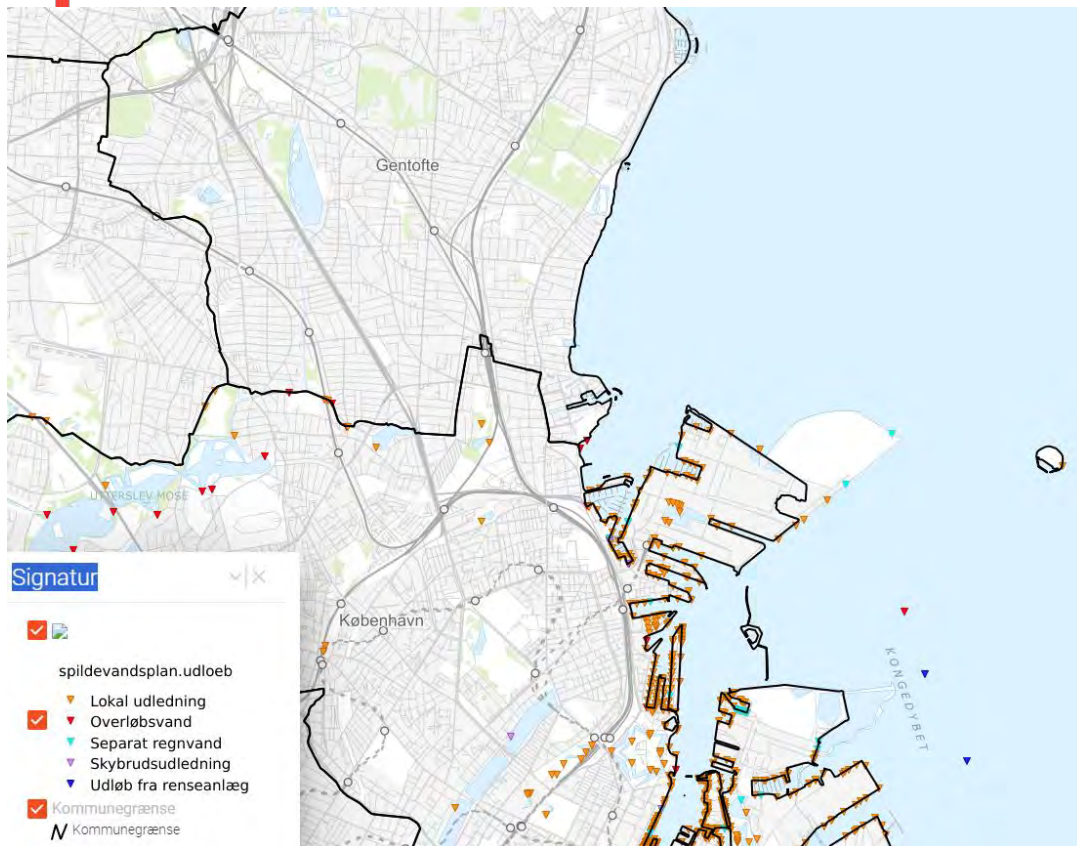 Gentofte
UTTERSLEV MOSE
København
KONGEDYBET
Signatur
spildevandsplan.udloeb
Lokal udledning
Overløbsvand
Separat regnvand
Skybrudsudledning
Udløb fra renseanlæg
Kommunegrænse
Kommunegrænse